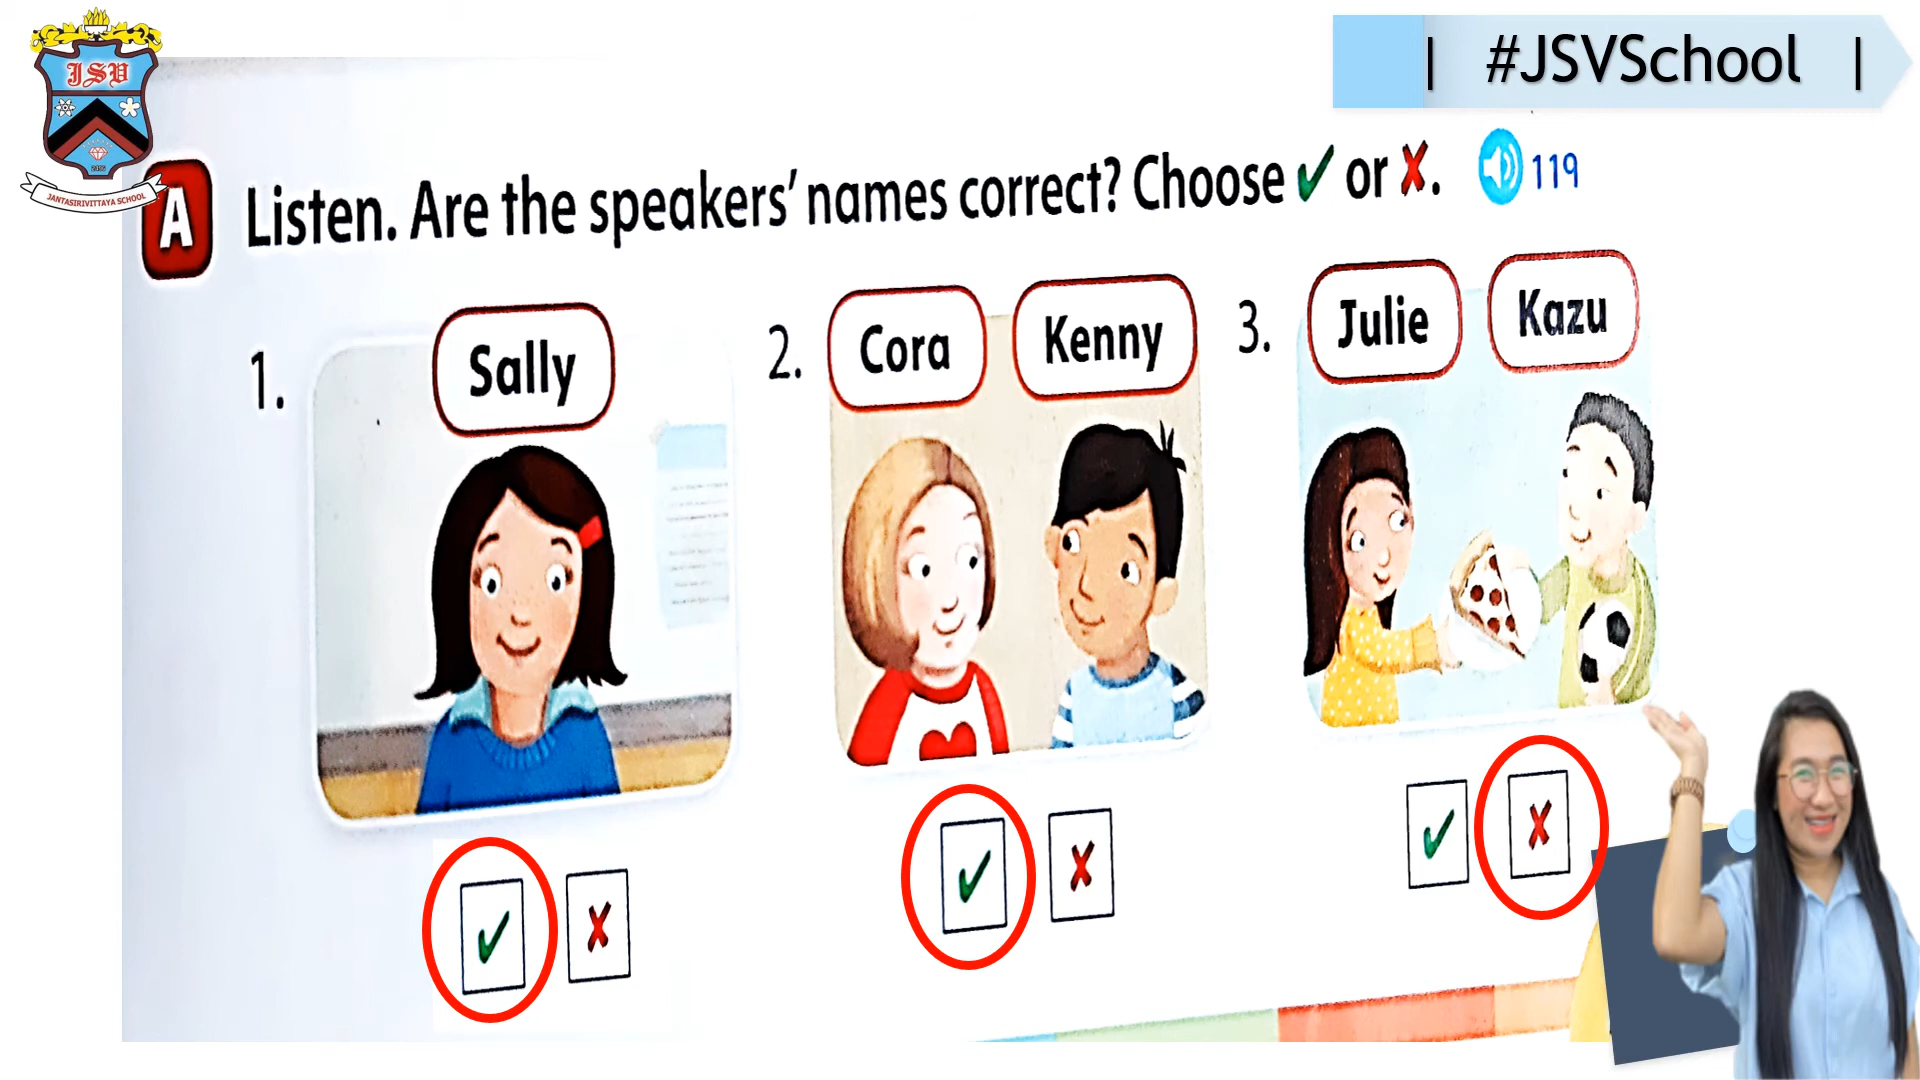 JSV
JANTASIRIVITTAYA SCHOOL
| #JSVSchool |
A Listen. Are the speakers’ names correct? Choose ✓ or ✗. 119
1. Sally
2. Cora Kenny
3. Julie Kazu
✓ ✗
✓ ✗
✓ ✗